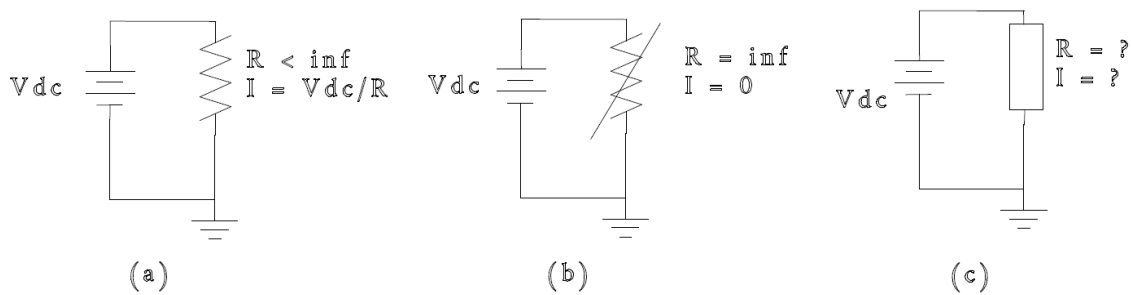 Vdc
R < inf
I = Vdc/R
(a)
Vdc
R = inf
I = 0
(b)
Vdc
R = ?
I = ?
(c)